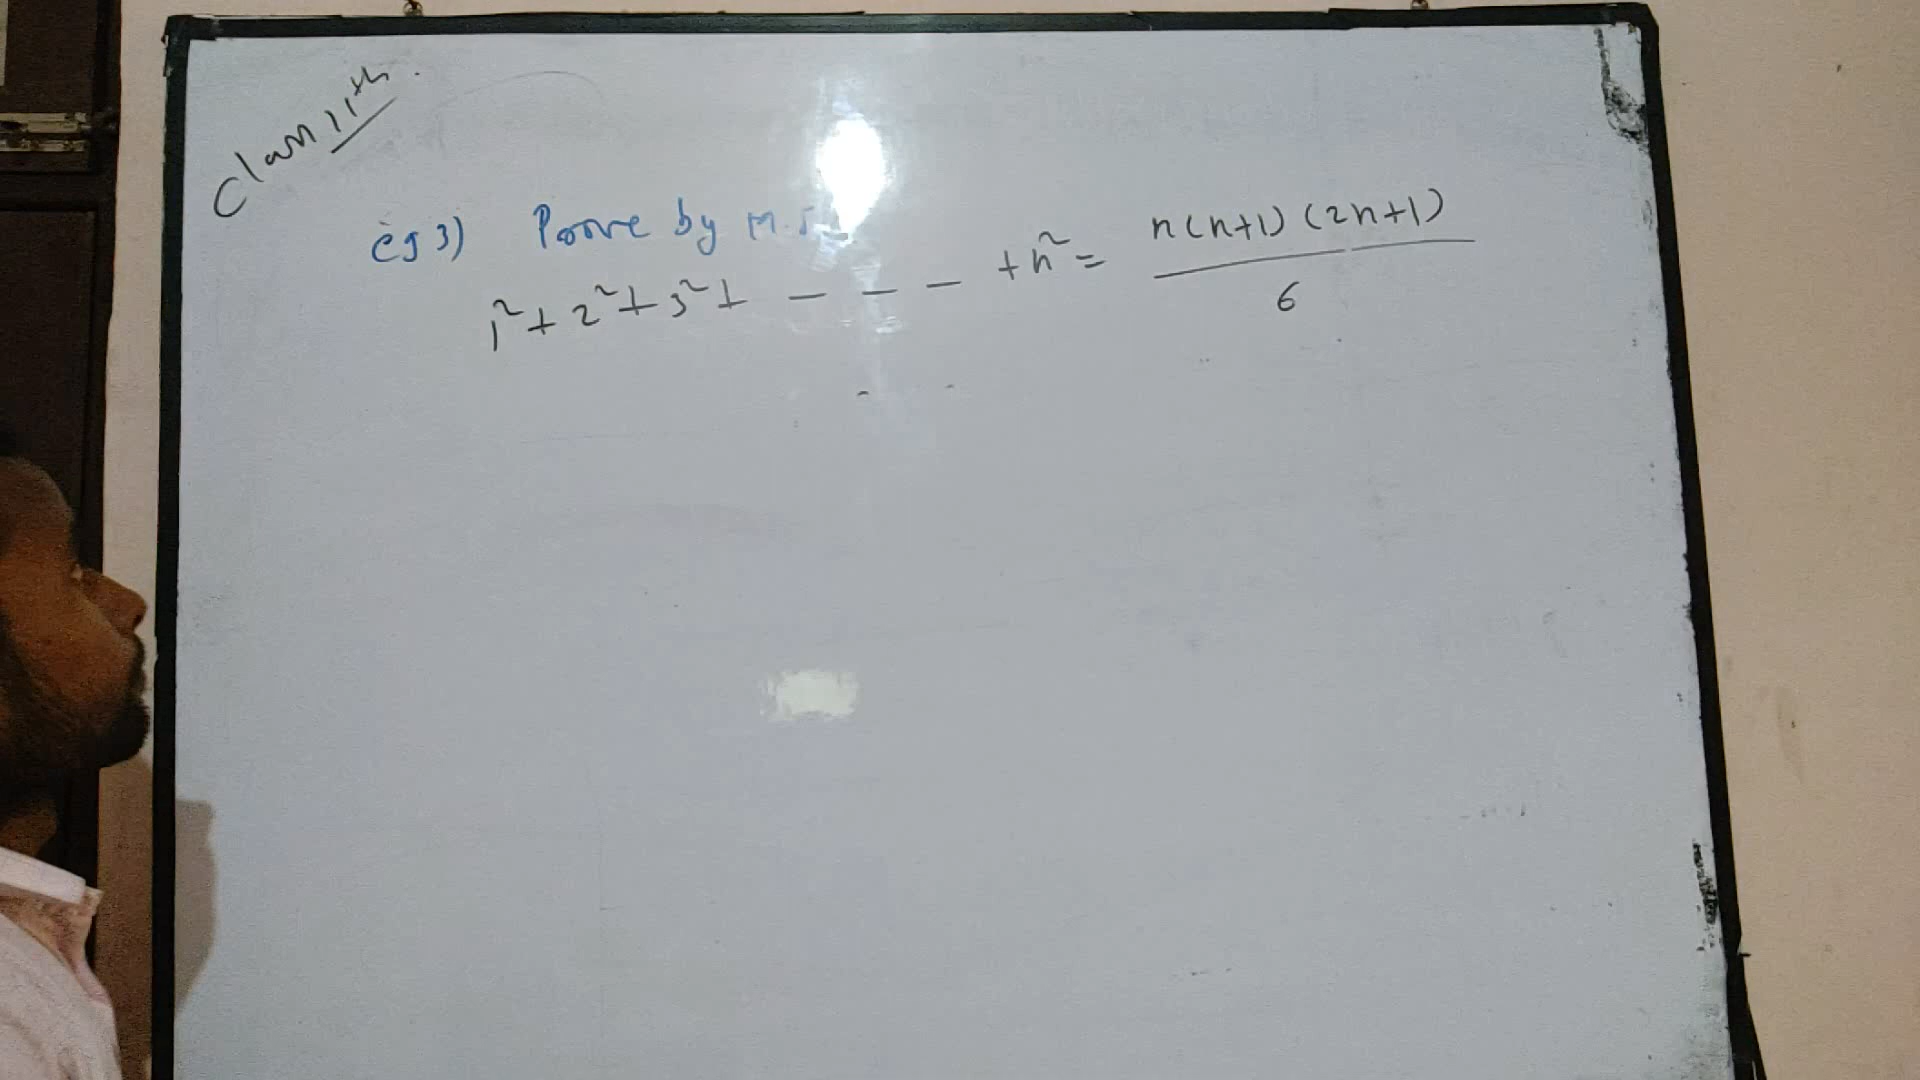 Class 11th.
eg 3) Prove by M.I.
1² + 2² + 3² + - - - + n² = n(n+1)(2n+1)
6